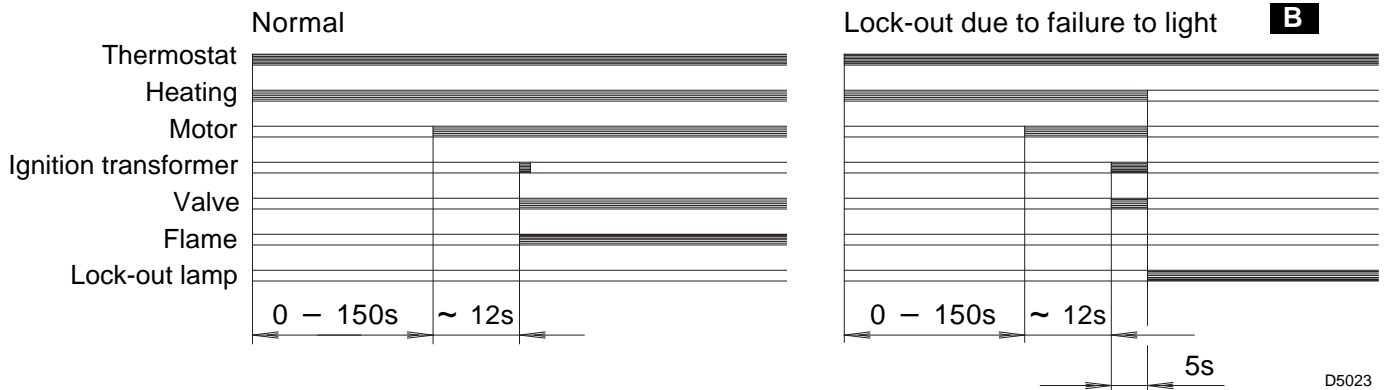 Normal
Lock-out due to failure to light B
Thermostat
Heating
Motor
Ignition transformer
Valve
Flame
Lock-out lamp
0 – 150s ~ 12s
0 – 150s ~ 12s
5s
D5023